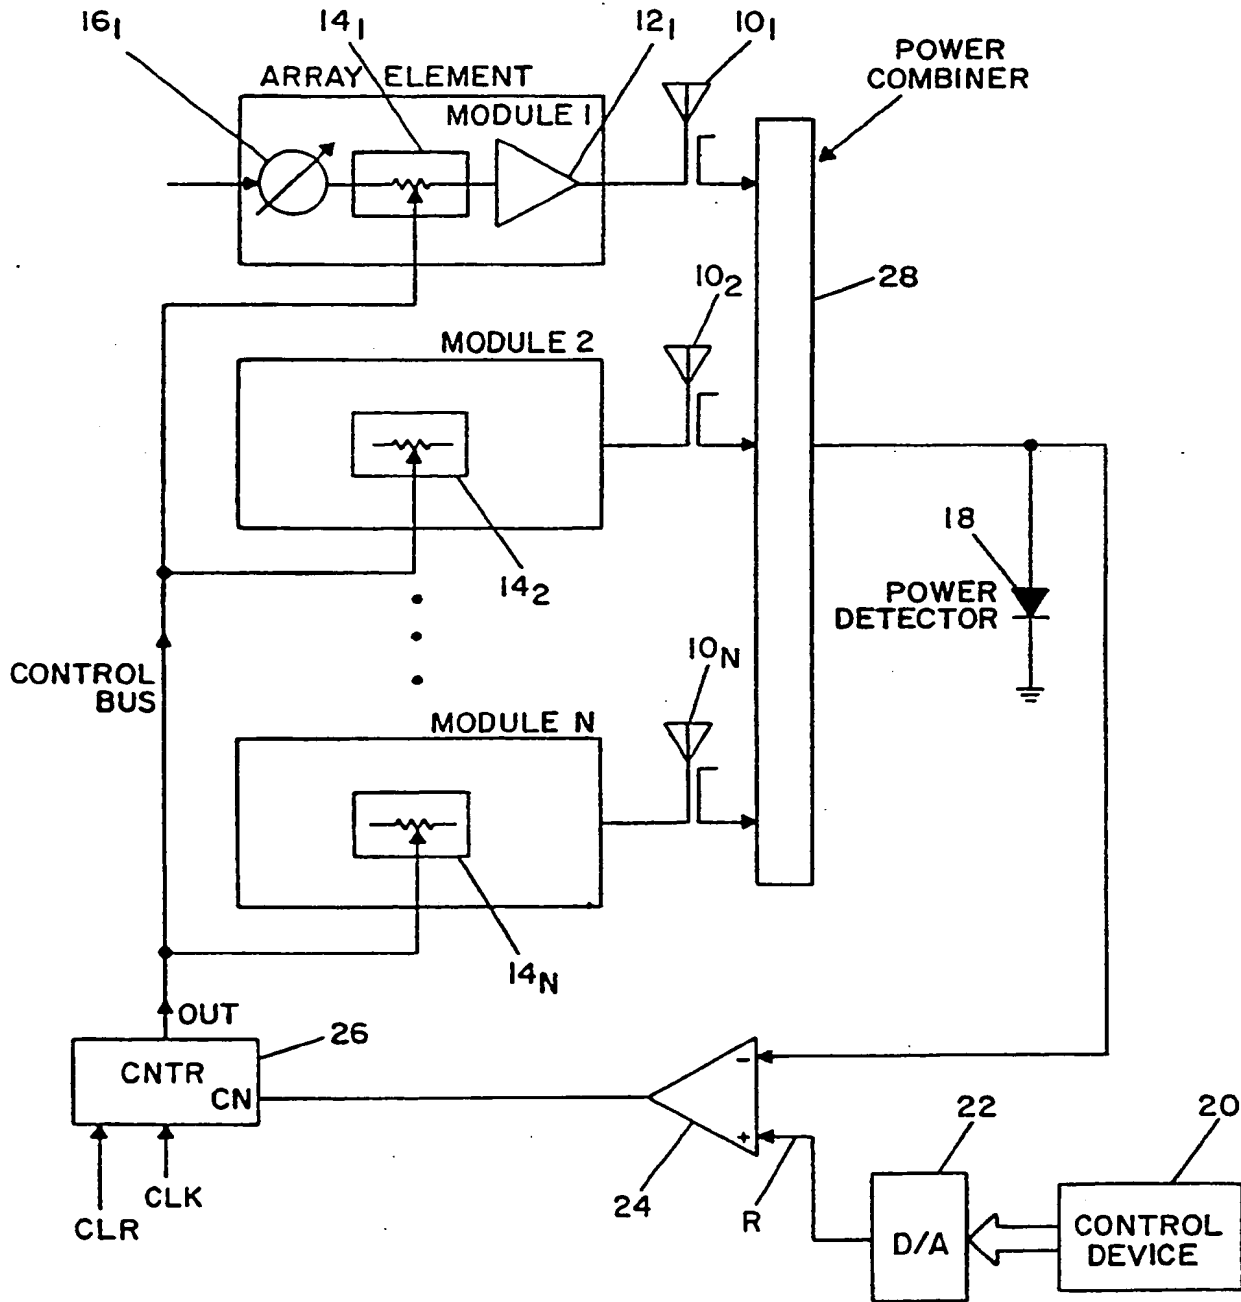 16₁
14₁
12₁
10₁
POWER
COMBINER
ARRAY ELEMENT
MODULE 1
10₂
28
MODULE 2
14₂
18
POWER
DETECTOR
CONTROL
BUS
10N
MODULE N
14N
OUT
26
CNTR
CN
-
+
24
R
22
20
D/A
CONTROL
DEVICE
CLK
CLR